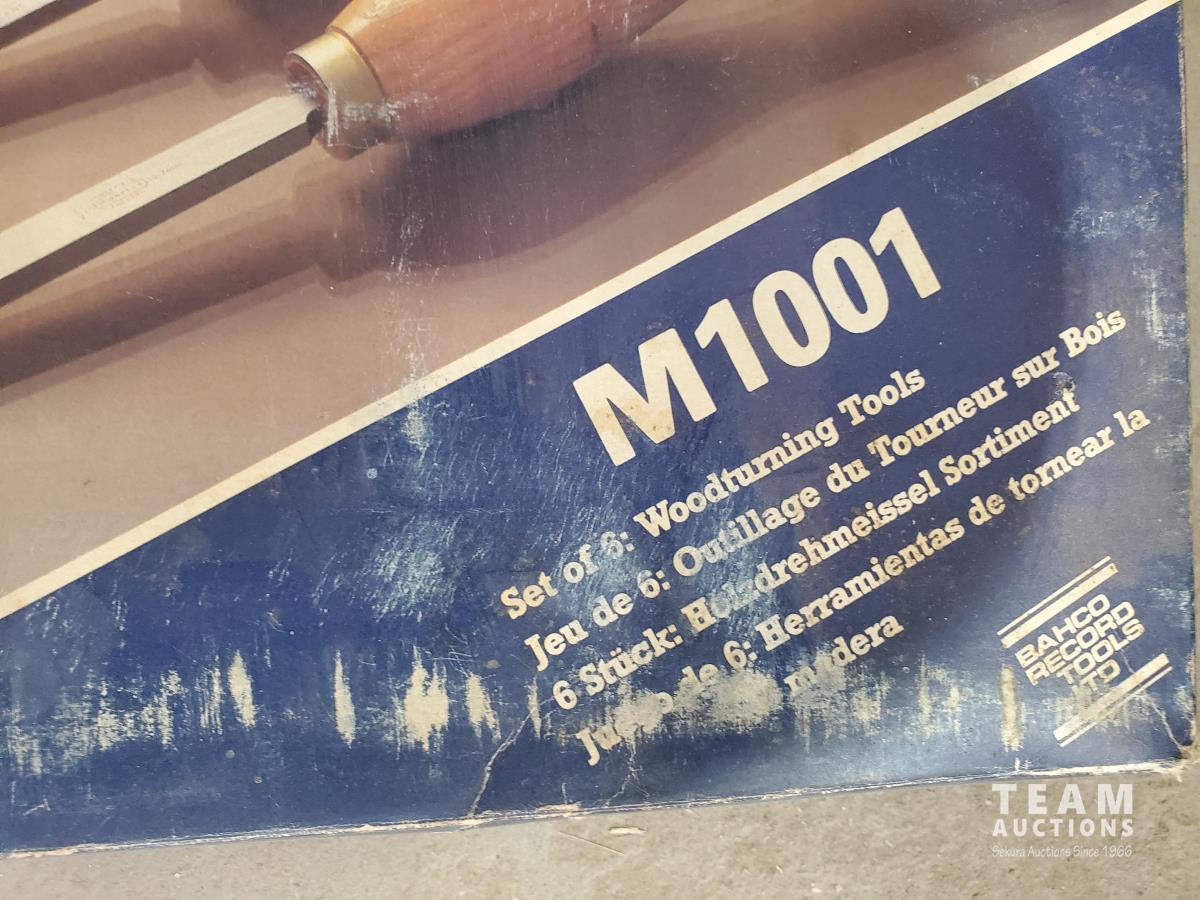 M1001
Set of 6: Woodturning Tools
Jeu de 6: Outillage du Tourneur sur Bois
6 Stück: Holzdrehmeissel Sortiment
Juego de 6: Herramientas de tornear la
madera
BAHCO
RECORD
TOOLS
LTD
TEAM
AUCTIONS
Sekura Auctions Since 1966